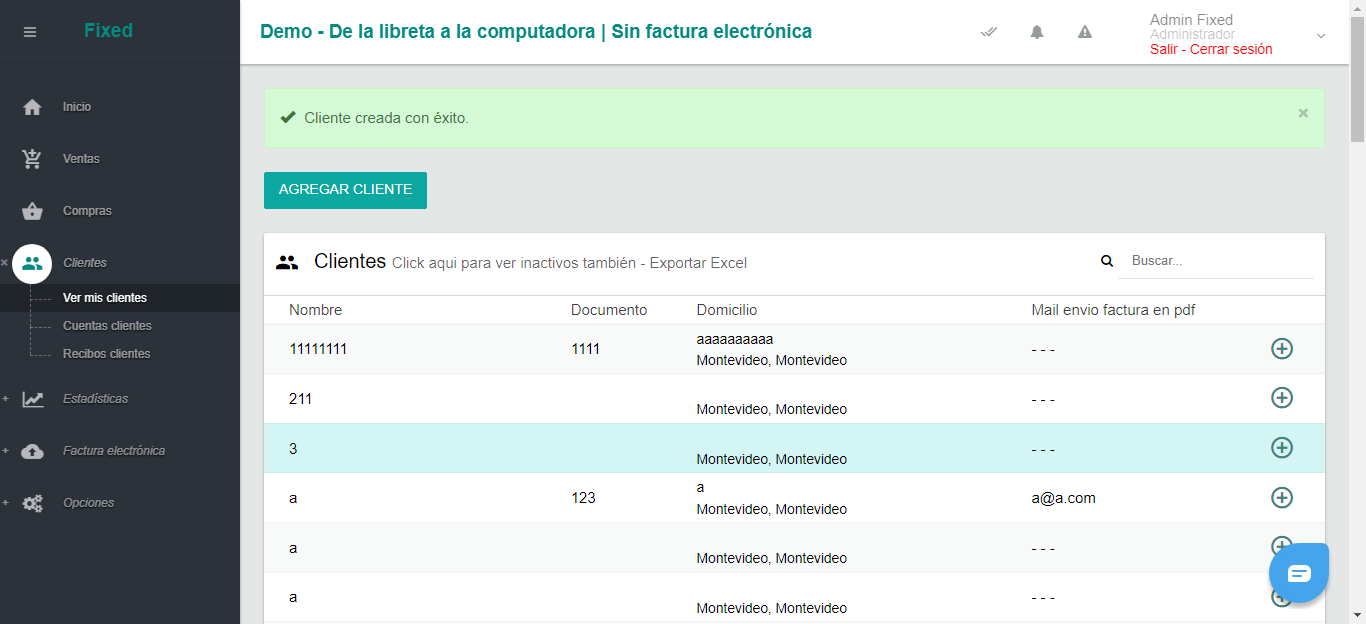 Fixed
Demo - De la libreta a la computadora | Sin factura electrónica
Admin Fixed
Administrador
Salir - Cerrar sesión
Inicio
Ventas
Compras
Clientes
Ver mis clientes
Cuentas clientes
Recibos clientes
Estadísticas
Factura electrónica
Opciones
Cliente creada con éxito.
AGREGAR CLIENTE
Clientes Click aqui para ver inactivos también - Exportar Excel
Buscar...
Nombre Documento Domicilio Mail envio factura en pdf
11111111 1111 aaaaaaaaaa - - -
Montevideo, Montevideo
211 - - -
Montevideo, Montevideo
3 - - -
Montevideo, Montevideo
a 123 a a@a.com
Montevideo, Montevideo
a - - -
Montevideo, Montevideo
a - - -
Montevideo, Montevideo